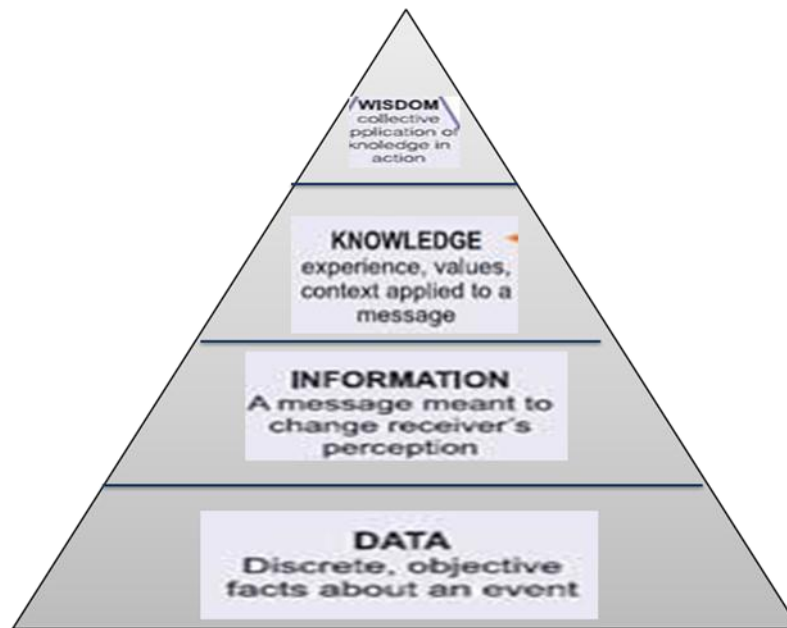 WISDOM
collective
pplication of
knoledge in
action
KNOWLEDGE
experience, values,
context applied to a
message
INFORMATION
A message meant to
change receiver's
perception
DATA
Discrete, objective
facts about an event